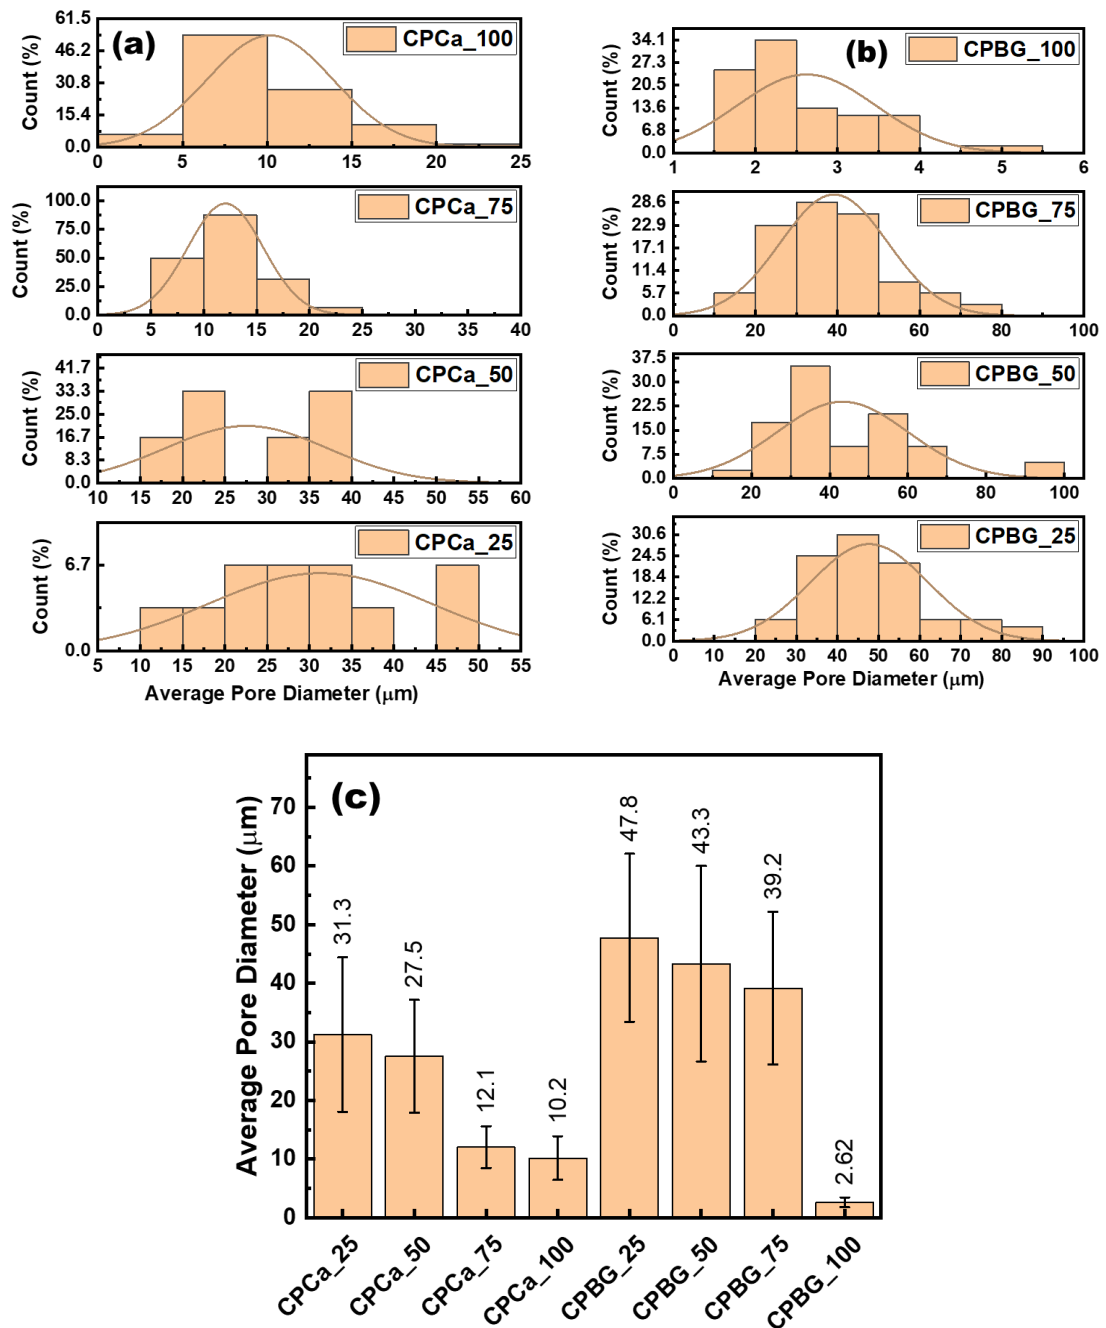 (a)
CPCa_100
Count (%)
61.5
46.2
30.8
15.4
0.0
0 5 10 15 20 25
CPCa_75
Count (%)
100.0
75.0
50.0
25.0
0.0
0 5 10 15 20 25 30 35 40
CPCa_50
Count (%)
41.7
33.3
25.0
16.7
8.3
0.0
10 15 20 25 30 35 40 45 50 55 60
CPCa_25
Count (%)
6.7
0.0
5 10 15 20 25 30 35 40 45 50 55
Average Pore Diameter (μm)
(b)
CPBG_100
Count (%)
34.1
27.3
20.5
13.6
6.8
0.0
1 2 3 4 5 6
CPBG_75
Count (%)
28.6
22.9
17.1
11.4
5.7
0.0
0 20 40 60 80 100
CPBG_50
Count (%)
37.5
30.0
22.5
15.0
7.5
0.0
0 20 40 60 80 100
CPBG_25
Count (%)
30.6
24.5
18.4
12.2
6.1
0.0
0 10 20 30 40 50 60 70 80 90 100
Average Pore Diameter (μm)
(c)
Average Pore Diameter (μm)
70
60
50
40
30
20
10
0
31.3
27.5
12.1
10.2
47.8
43.3
39.2
2.62
CPCa_25
CPCa_50
CPCa_75
CPCa_100
CPBG_25
CPBG_50
CPBG_75
CPBG_100